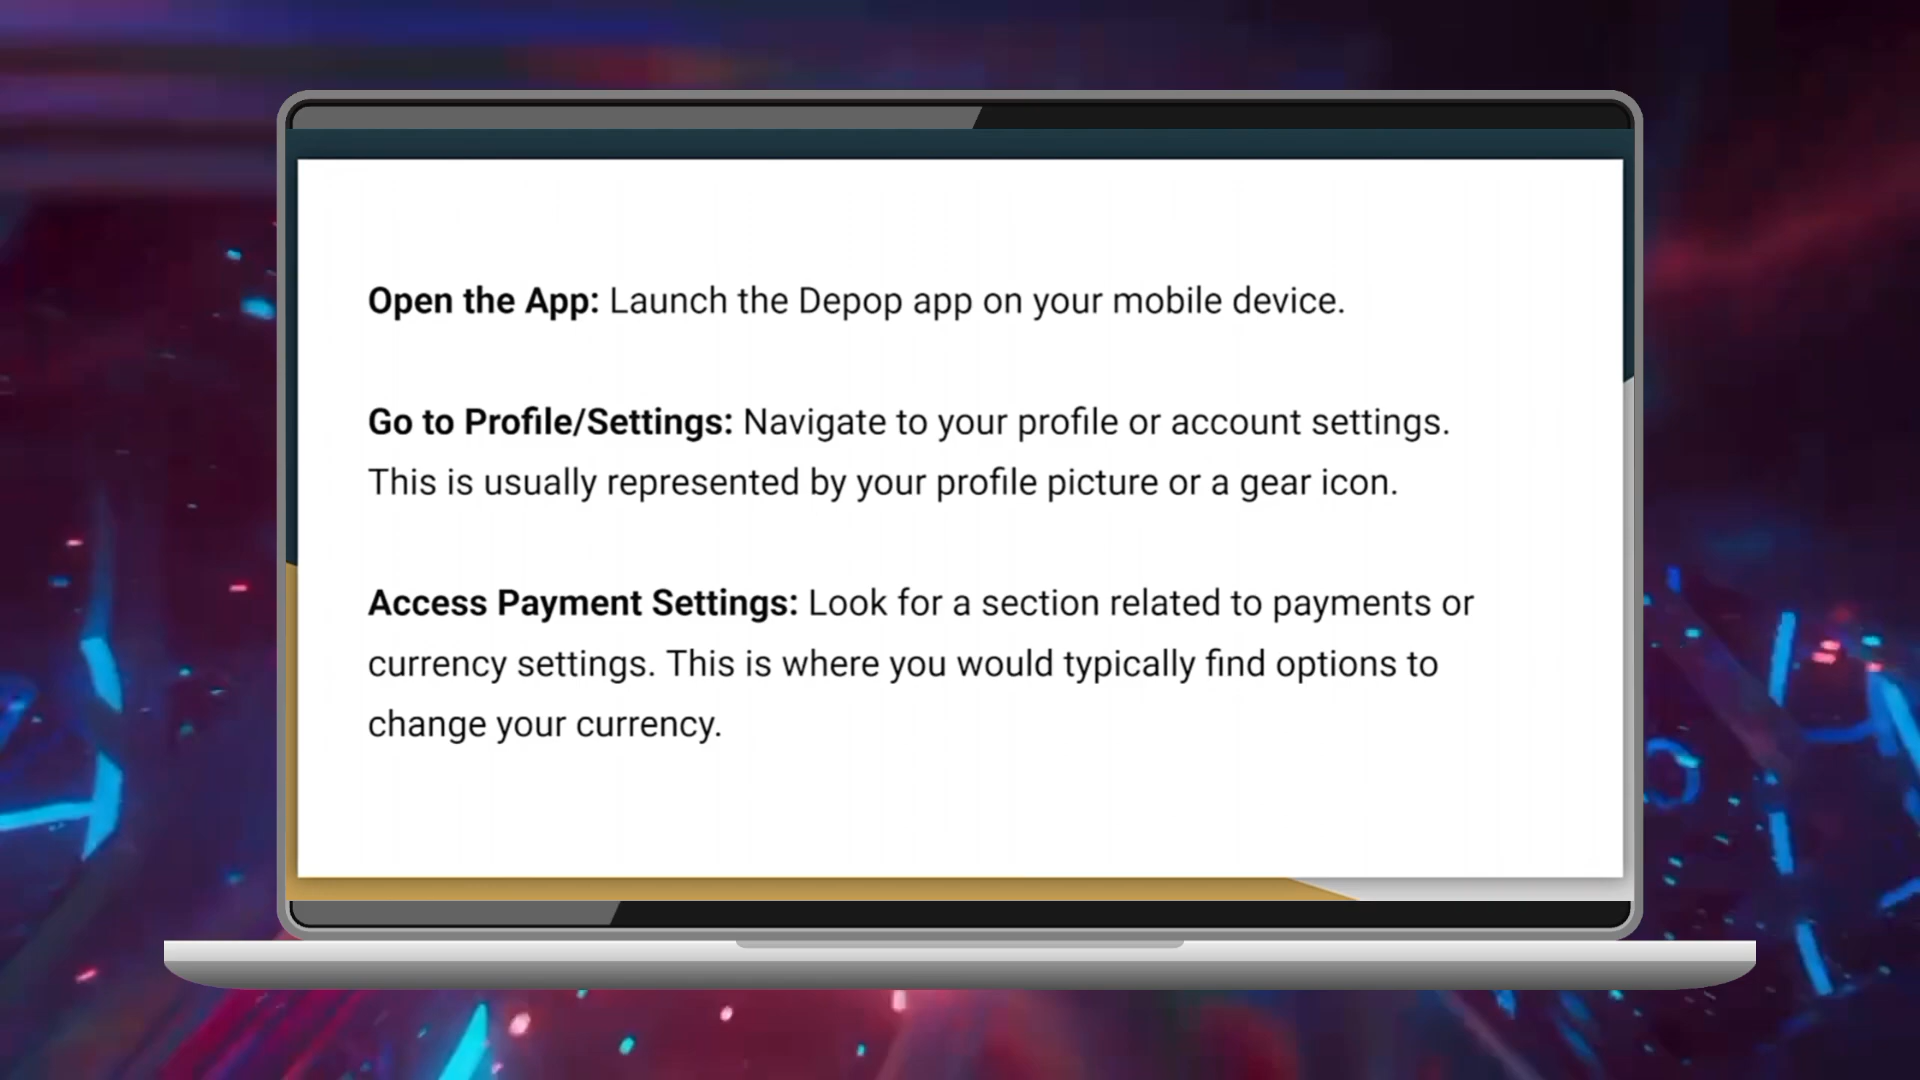 Open the App: Launch the Depop app on your mobile device.
Go to Profile/Settings: Navigate to your profile or account settings.
This is usually represented by your profile picture or a gear icon.
Access Payment Settings: Look for a section related to payments or
currency settings. This is where you would typically find options to
change your currency.